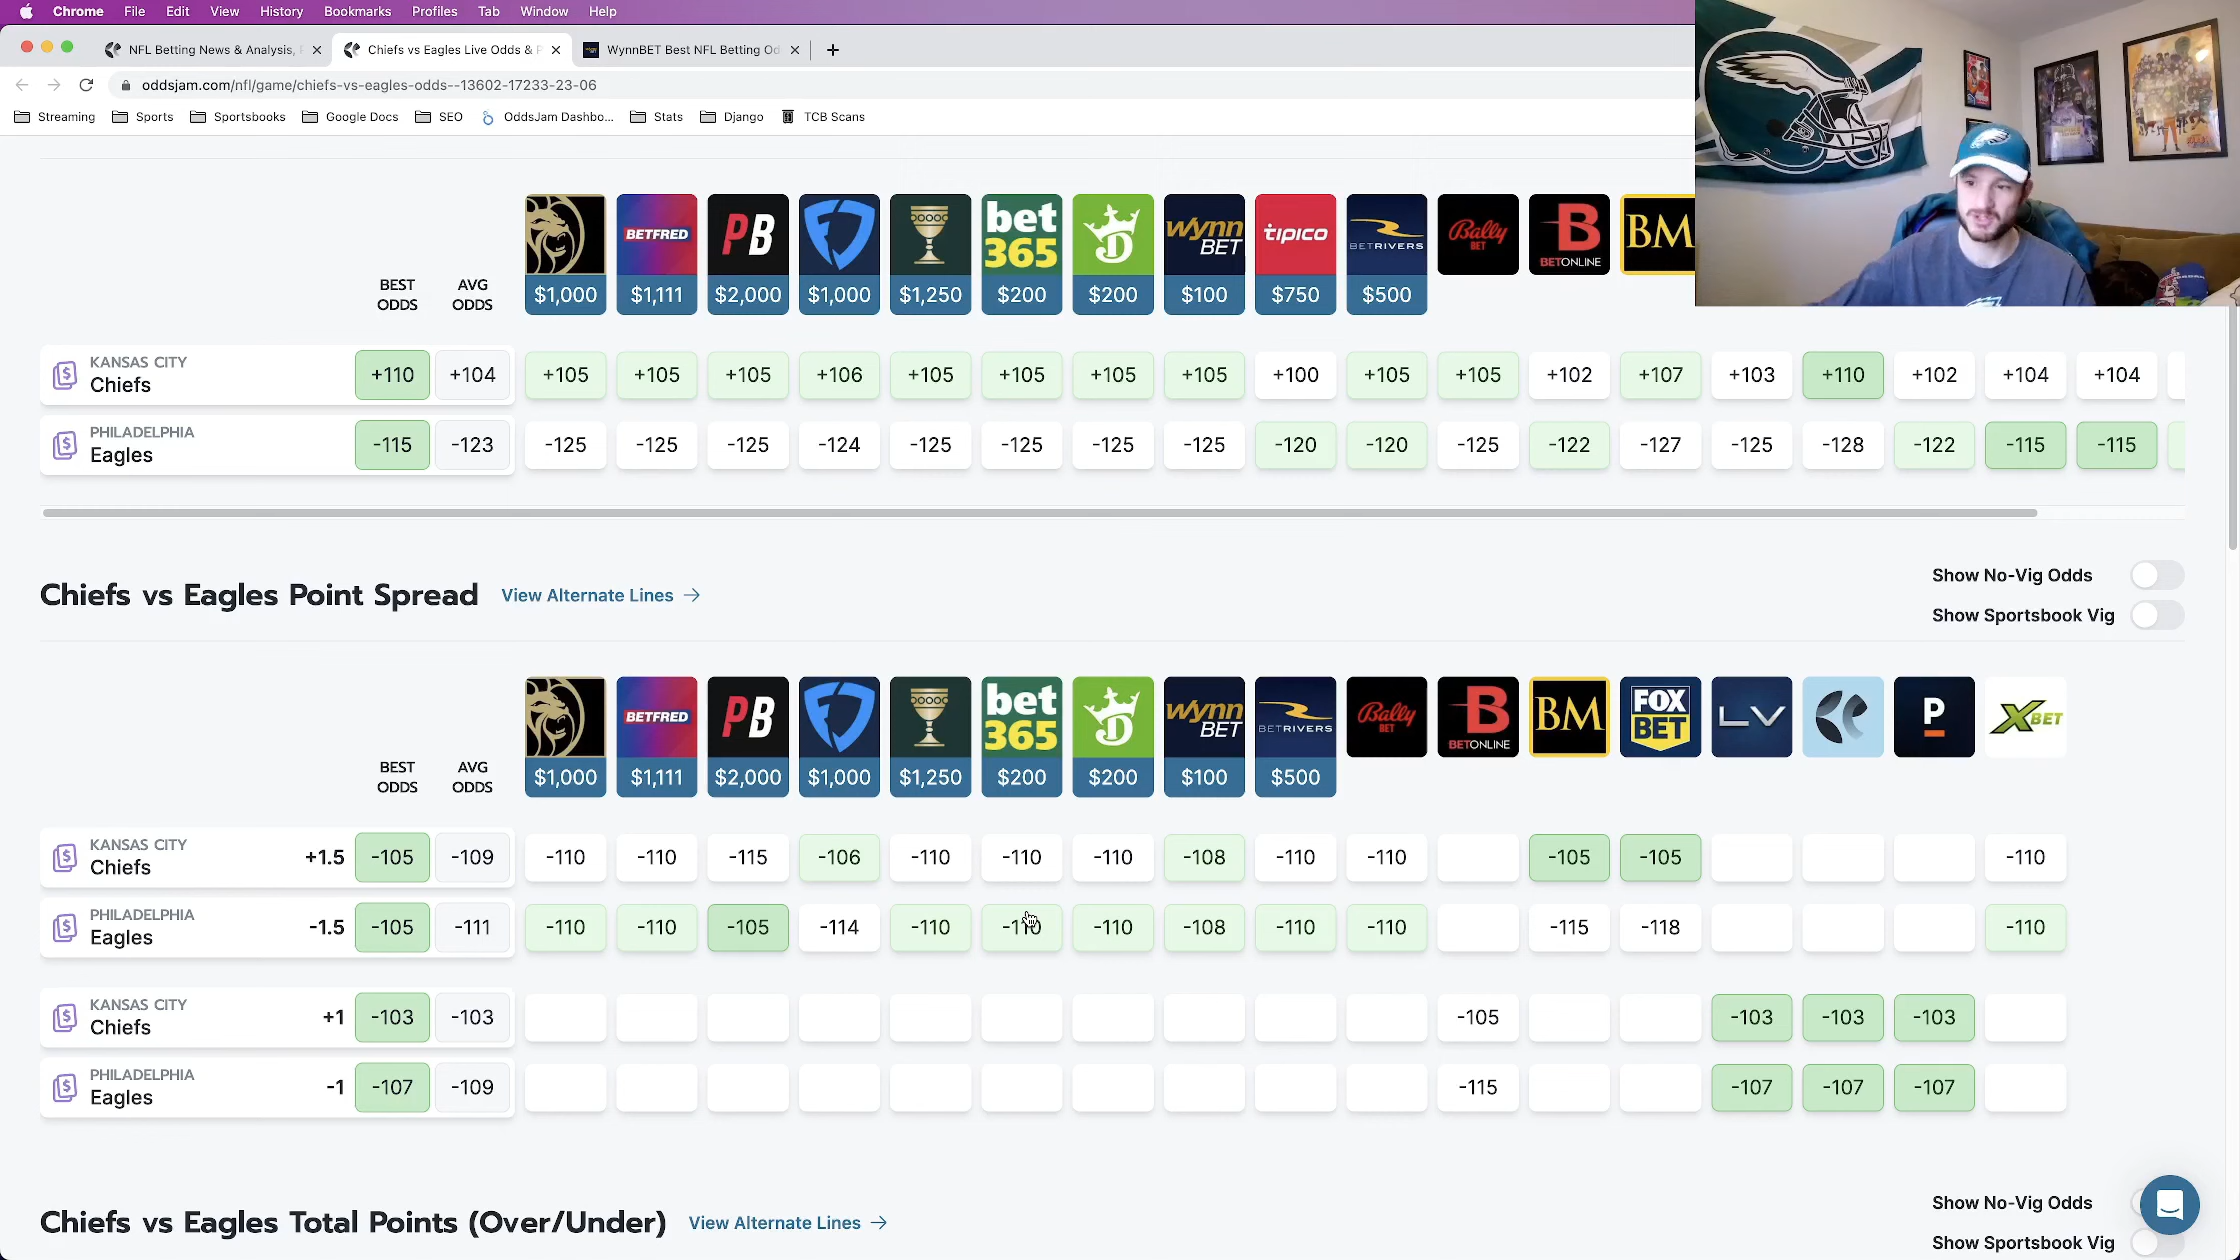 Chrome File Edit View History Bookmarks Profiles Tab Window Help
NFL Betting News & Analysis, Chiefs vs Eagles Live Odds & WynnBET Best NFL Betting Od
oddsjam.com/nfl/game/chiefs-vs-eagles-odds--13602-17233-23-06
Streaming Sports Sportsbooks Google Docs SEO OddsJam Dashbo... Stats Django TCB Scans
BETFRED PB bet365 WynnBET tipico BETRIVERS Bally BET BETONLINE BM
BEST ODDS AVG ODDS $1,000 $1,111 $2,000 $1,000 $1,250 $200 $200 $100 $750 $500
KANSAS CITY
Chiefs +110 +104 +105 +105 +105 +106 +105 +105 +105 +105 +100 +105 +105 +102 +107 +103 +110 +102 +104 +104
PHILADELPHIA
Eagles -115 -123 -125 -125 -125 -124 -125 -125 -125 -125 -120 -120 -125 -122 -127 -125 -128 -122 -115 -115
Show No-Vig Odds
Chiefs vs Eagles Point Spread View Alternate Lines →
Show Sportsbook Vig
BETFRED PB bet365 WynnBET BETRIVERS Bally BET BETONLINE BM FOX BET LV P XBET
BEST ODDS AVG ODDS $1,000 $1,111 $2,000 $1,000 $1,250 $200 $200 $100 $500
KANSAS CITY
Chiefs +1.5 -105 -109 -110 -110 -115 -106 -110 -110 -110 -108 -110 -110 -105 -105 -110
PHILADELPHIA
Eagles -1.5 -105 -111 -110 -110 -105 -114 -110 -110 -110 -108 -110 -110 -115 -118 -110
KANSAS CITY
Chiefs +1 -103 -103 -105 -103 -103 -103
PHILADELPHIA
Eagles -1 -107 -109 -115 -107 -107 -107
Show No-Vig Odds
Chiefs vs Eagles Total Points (Over/Under) View Alternate Lines →
Show Sportsbook Vig